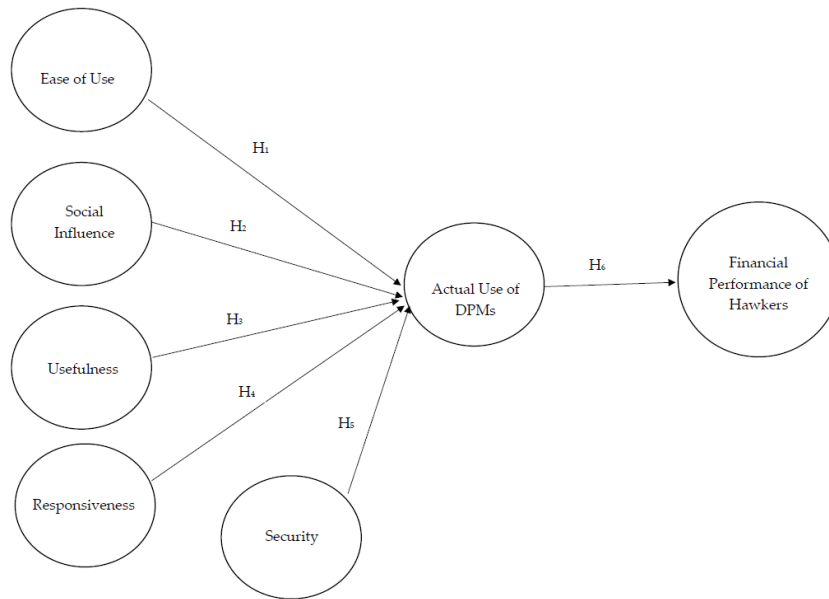 Ease of Use
H₁
Social
Influence
H₂
Usefulness
H₃
Responsiveness
H₄
Security
H₅
Actual Use of
DPMs
H₆
Financial
Performance of
Hawkers